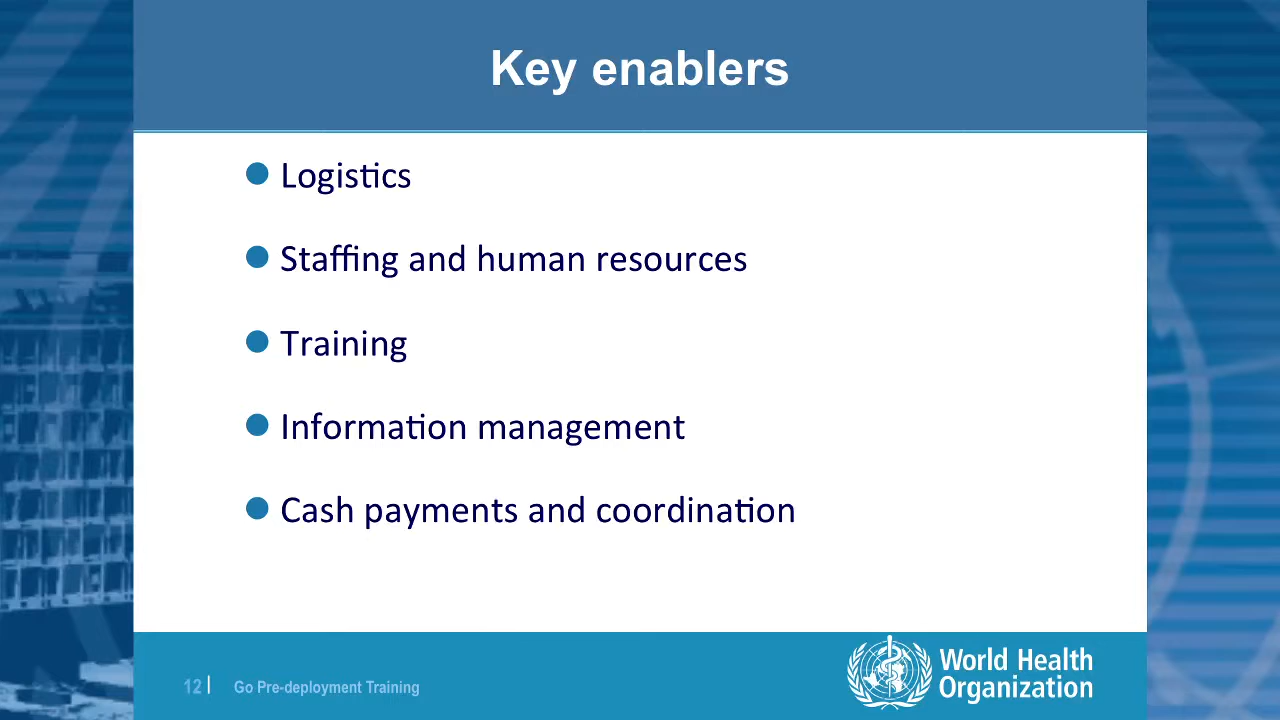 Key enablers
Logistics
Staffing and human resources
Training
Information management
Cash payments and coordination
12 | Go Pre-deployment Training
World Health
Organization